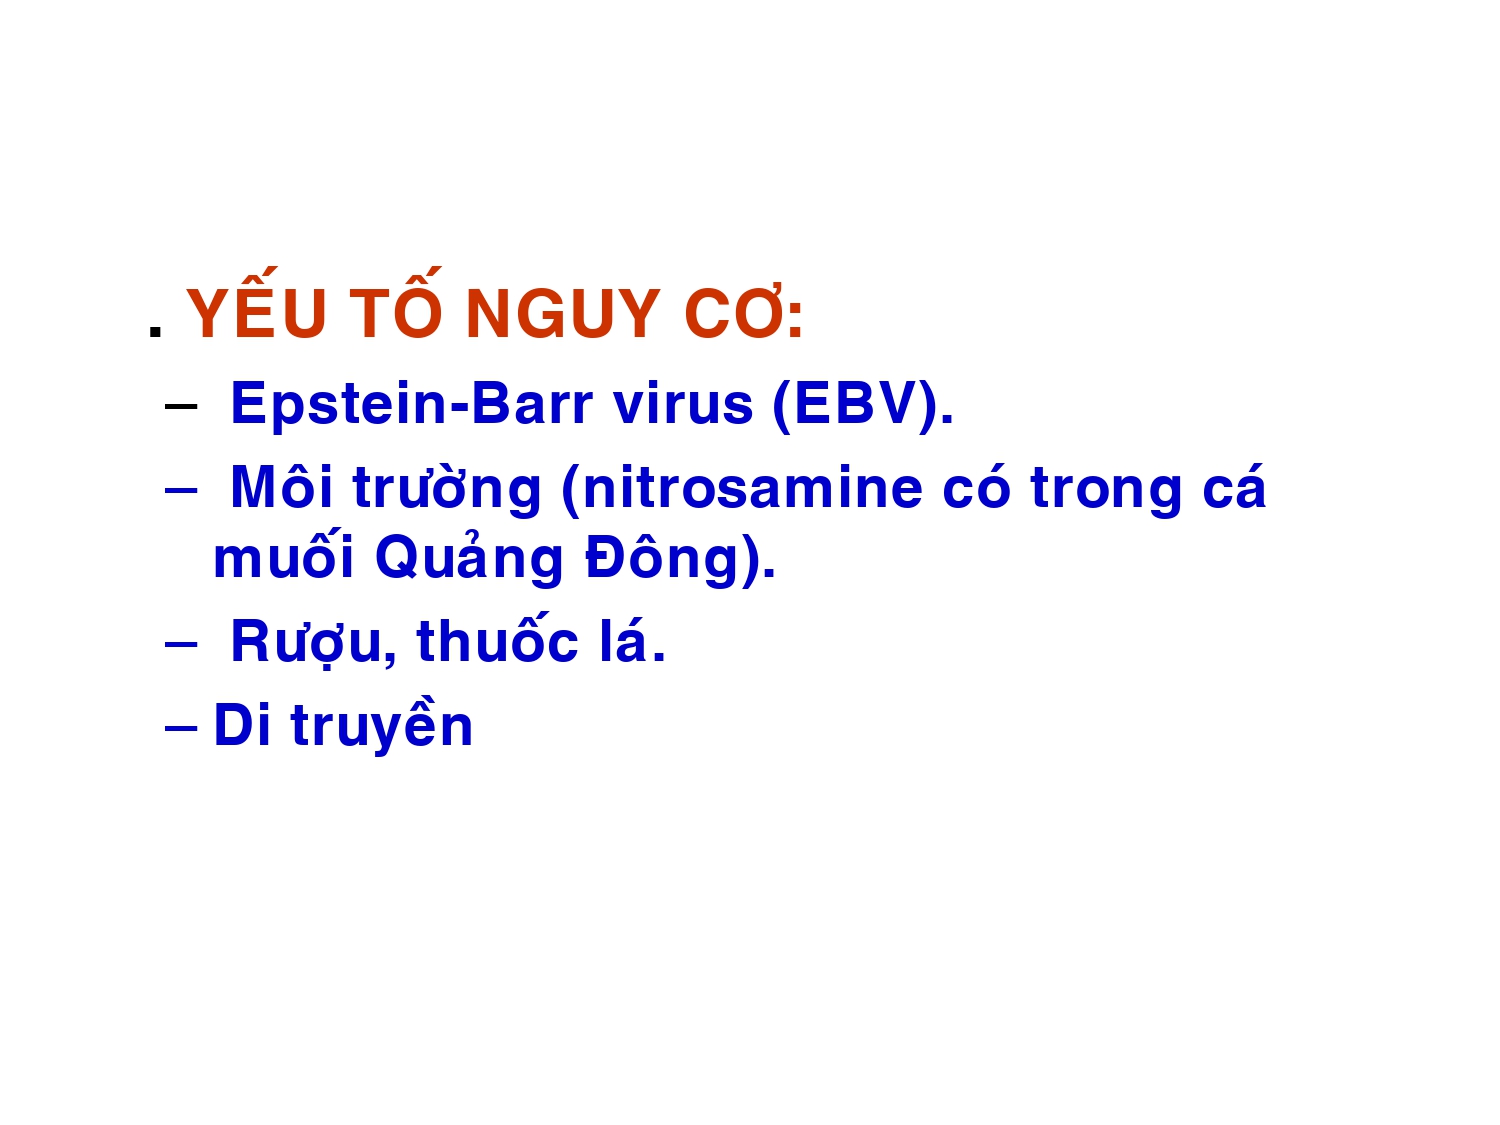 . YẾU TỐ NGUY CƠ:
– Epstein-Barr virus (EBV).
– Môi trường (nitrosamine có trong cá
muối Quảng Đông).
– Rượu, thuốc lá.
– Di truyền